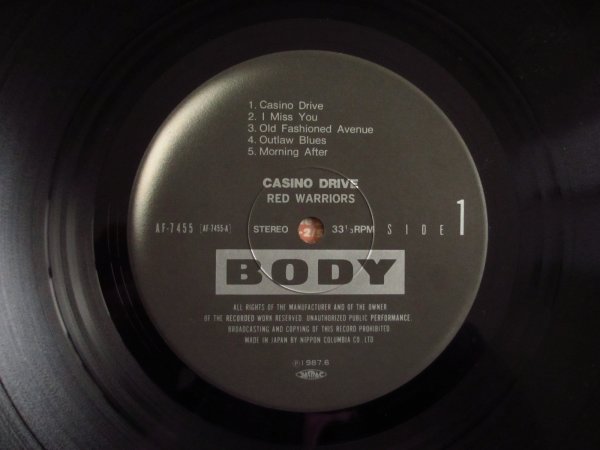 1. Casino Drive
2. I Miss You
3. Old Fashioned Avenue
4. Outlaw Blues
5. Morning After
CASINO DRIVE
RED WARRIORS
AF-7455 [AF 7455-A] STEREO 33⅓RPM SIDE 1
BODY
ALL RIGHTS OF THE MANUFACTURER AND OF THE OWNER
OF THE RECORDED WORK RESERVED. UNAUTHORIZED PUBLIC PERFORMANCE.
BROADCASTING AND COPYING OF THIS RECORD PROHIBITED.
MADE IN JAPAN BY NIPPON COLUMBIA CO. LTD.
Ⓟ1987.6